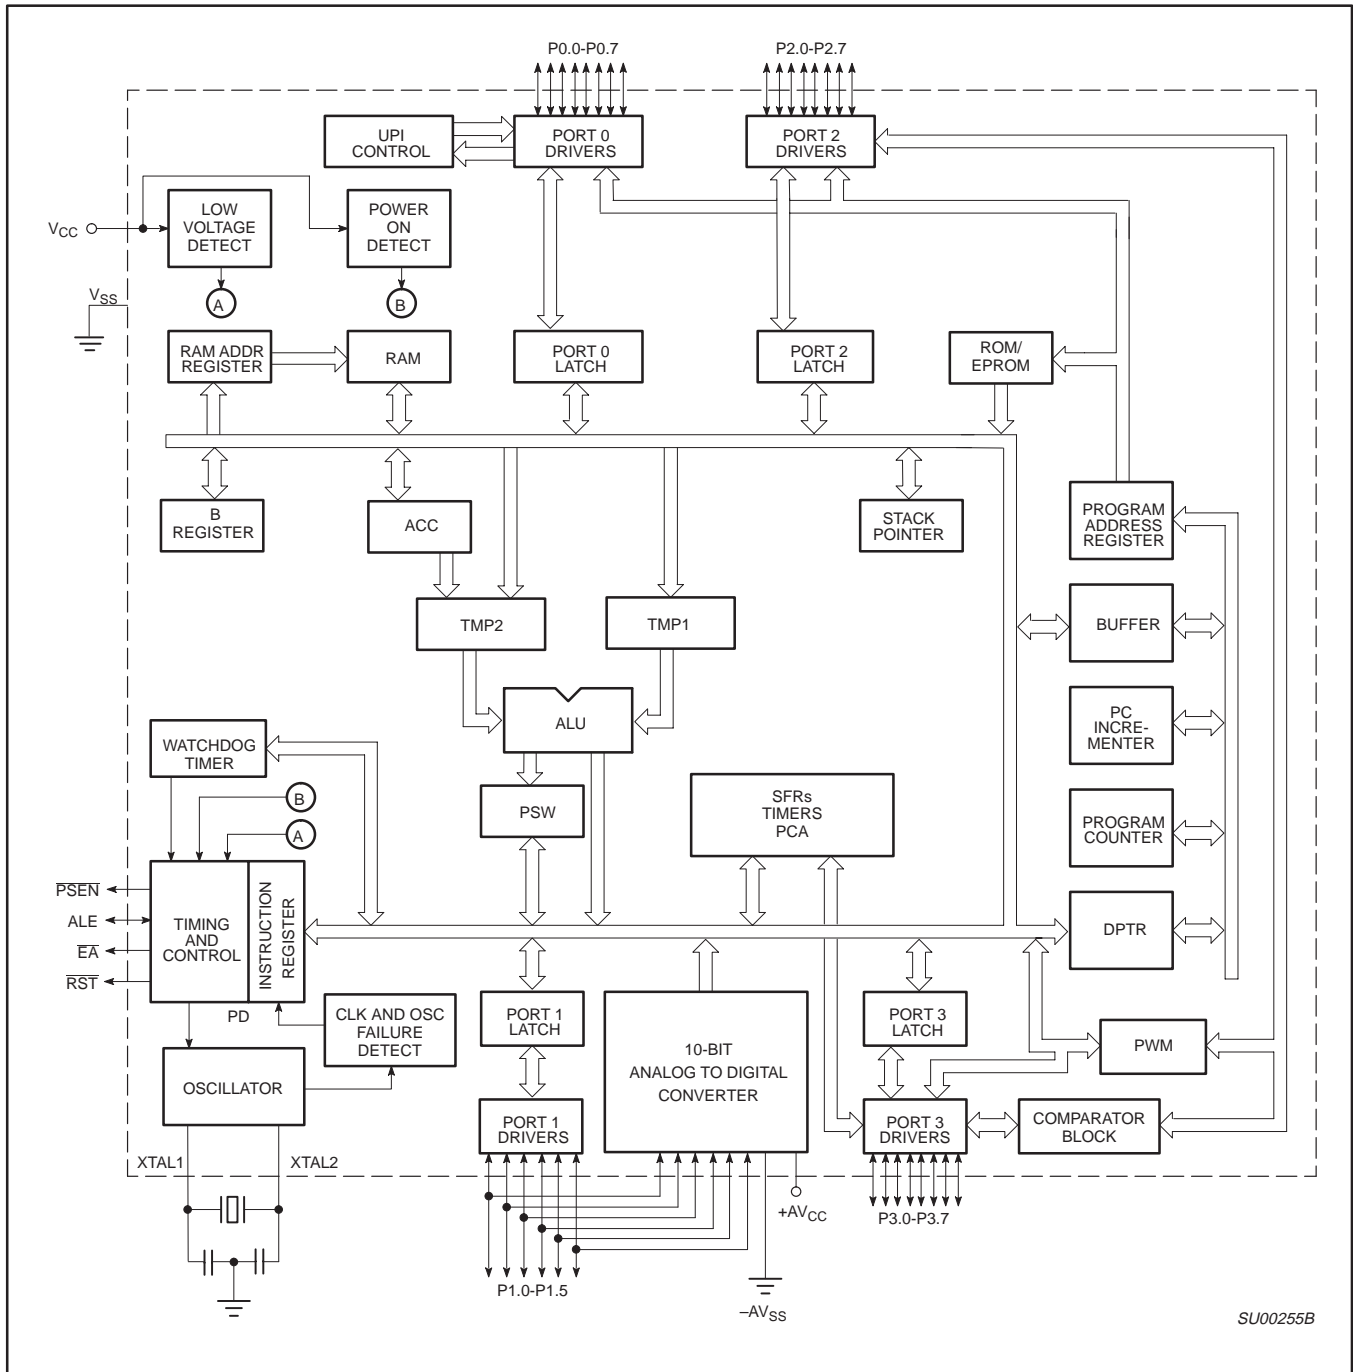 P0.0-P0.7
P2.0-P2.7
UPI
CONTROL
PORT 0
DRIVERS
PORT 2
DRIVERS
VCC
LOW
VOLTAGE
DETECT
POWER
ON
DETECT
A
B
VSS
RAM ADDR
REGISTER
RAM
PORT 0
LATCH
PORT 2
LATCH
ROM/
EPROM
B
REGISTER
ACC
STACK
POINTER
PROGRAM
ADDRESS
REGISTER
TMP2
TMP1
BUFFER
ALU
PC
INCRE-
MENTER
WATCHDOG
TIMER
B
A
PSW
SFRs
TIMERS
PCA
PROGRAM
COUNTER
PSEN
ALE
EA
RST
TIMING
AND
CONTROL
INSTRUCTION
REGISTER
DPTR
PD
CLK AND OSC
FAILURE
DETECT
PORT 1
LATCH
10-BIT
ANALOG TO DIGITAL
CONVERTER
PORT 3
LATCH
PWM
OSCILLATOR
PORT 1
DRIVERS
PORT 3
DRIVERS
COMPARATOR
BLOCK
XTAL1
XTAL2
+AVCC
P3.0-P3.7
P1.0-P1.5
–AVSS
SU00255B